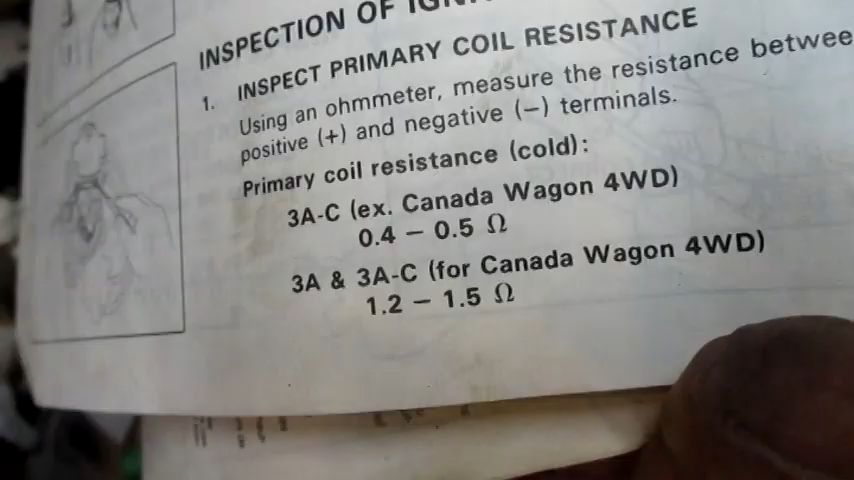 INSPECTION OF
1. INSPECT PRIMARY COIL RESISTANCE
Using an ohmmeter, measure the resistance betwee
positive (+) and negative (−) terminals.
Primary coil resistance (cold):
3A-C (ex. Canada Wagon 4WD)
0.4 − 0.5 Ω
3A & 3A-C (for Canada Wagon 4WD)
1.2 − 1.5 Ω